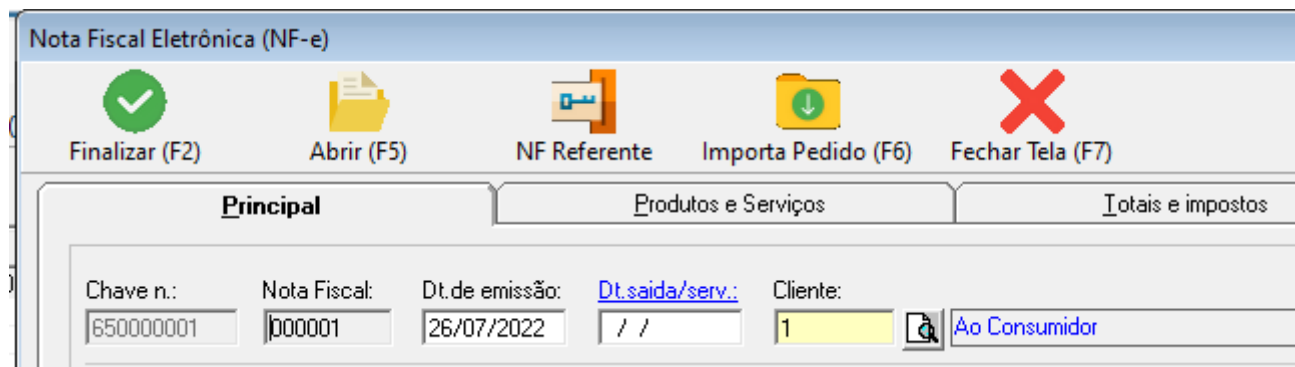 Nota Fiscal Eletrônica (NF-e)
Finalizar (F2) Abrir (F5) NF Referente Importa Pedido (F6) Fechar Tela (F7)
Principal Produtos e Serviços Totais e impostos
Chave n.: Nota Fiscal: Dt.de emissão: Dt.saida/serv.: Cliente:
650000001 000001 26/07/2022 / / 1 Ao Consumidor